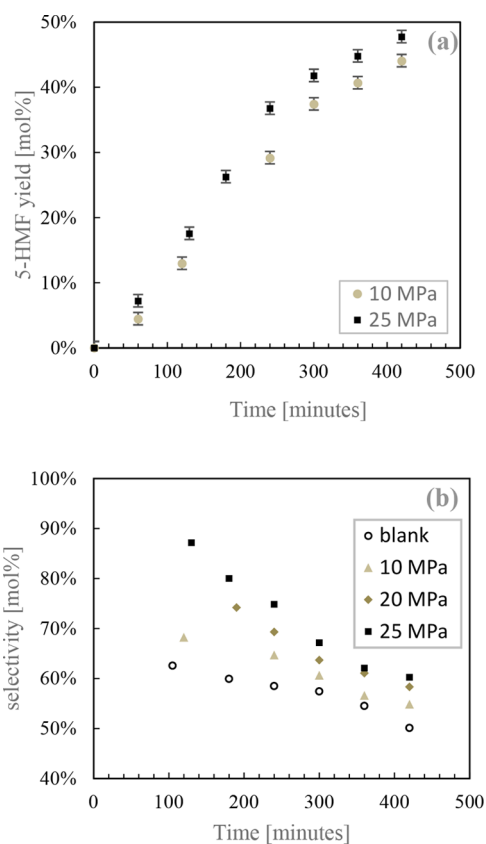 50%
(a)
40%
30%
20%
10%
0%
5-HMF yield [mol%]
10 MPa
25 MPa
0 100 200 300 400 500
Time [minutes]
100%
(b)
90%
80%
70%
60%
50%
40%
selectivity [mol%]
blank
10 MPa
20 MPa
25 MPa
0 100 200 300 400 500
Time [minutes]